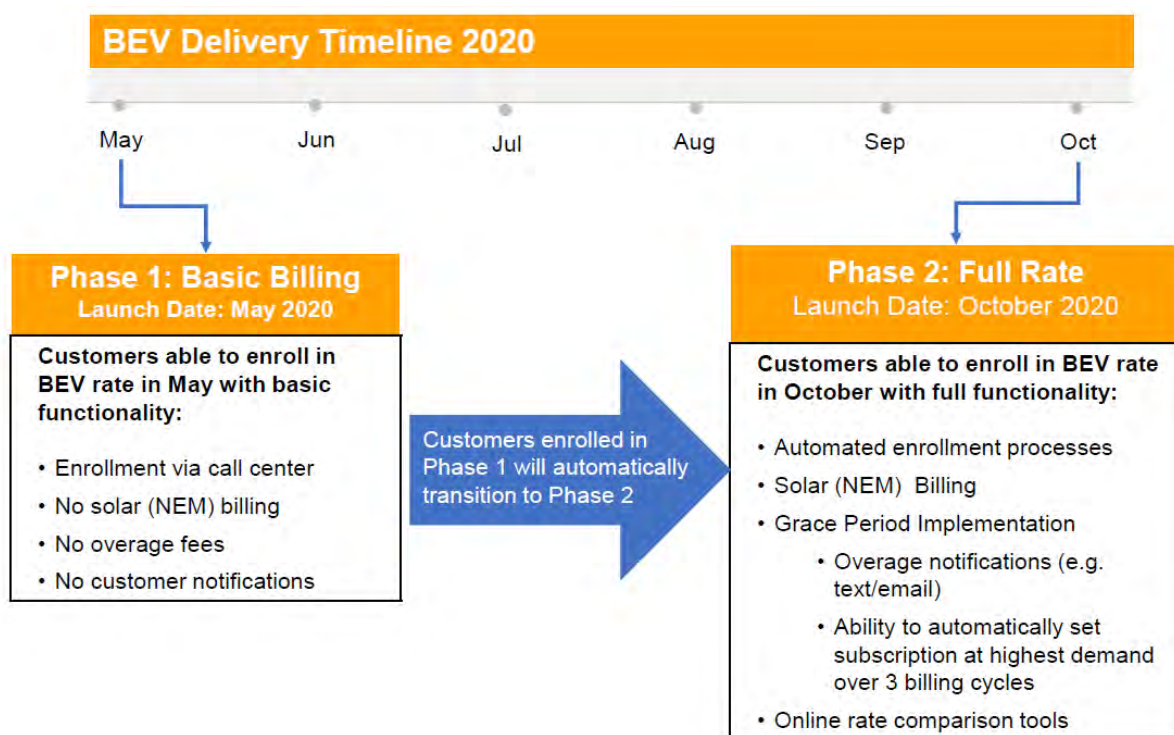 BEV Delivery Timeline 2020
May
Jun
Jul
Aug
Sep
Oct
Phase 1: Basic Billing
Launch Date: May 2020
Customers able to enroll in
BEV rate in May with basic
functionality:
• Enrollment via call center
• No solar (NEM) billing
• No overage fees
• No customer notifications
Customers enrolled in
Phase 1 will automatically
transition to Phase 2
Phase 2: Full Rate
Launch Date: October 2020
Customers able to enroll in BEV rate
in October with full functionality:
• Automated enrollment processes
• Solar (NEM) Billing
• Grace Period Implementation
• Overage notifications (e.g.
text/email)
• Ability to automatically set
subscription at highest demand
over 3 billing cycles
• Online rate comparison tools